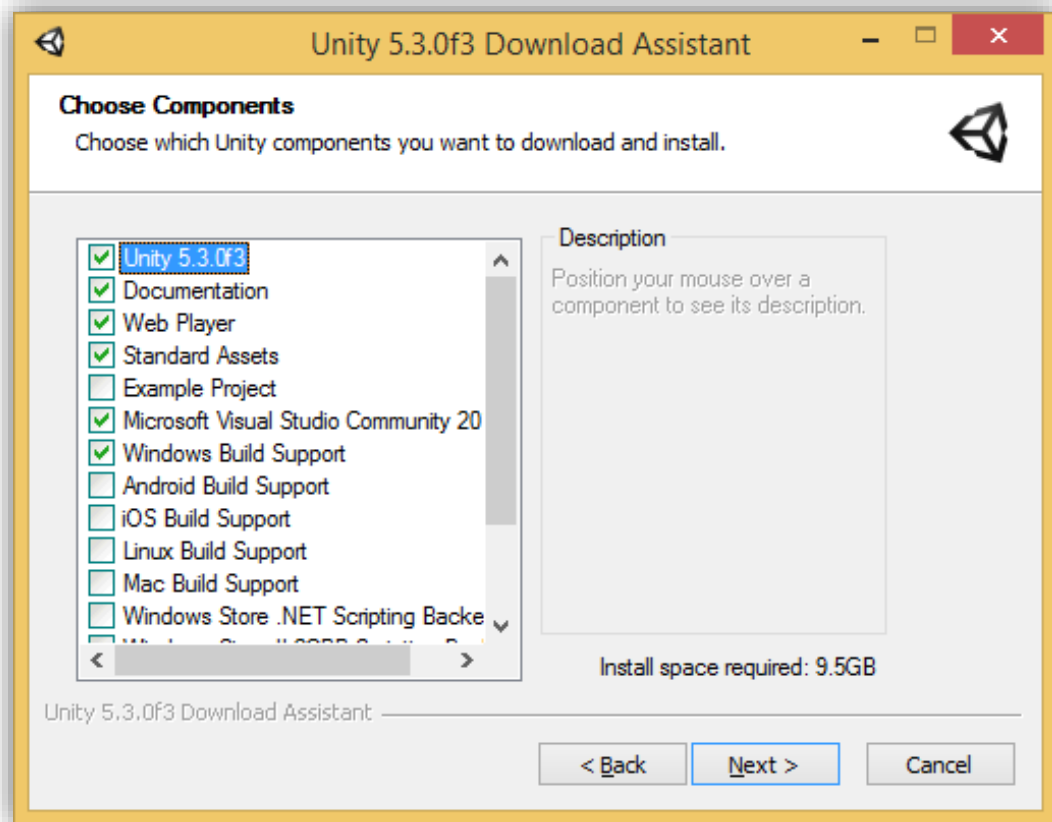 Unity 5.3.0f3 Download Assistant
Choose Components
Choose which Unity components you want to download and install.
Unity 5.3.0f3
Documentation
Web Player
Standard Assets
Example Project
Microsoft Visual Studio Community 20
Windows Build Support
Android Build Support
iOS Build Support
Linux Build Support
Mac Build Support
Windows Store .NET Scripting Backe
Description
Position your mouse over a
component to see its description.
Install space required: 9.5GB
Unity 5.3.0f3 Download Assistant
< Back
Next >
Cancel